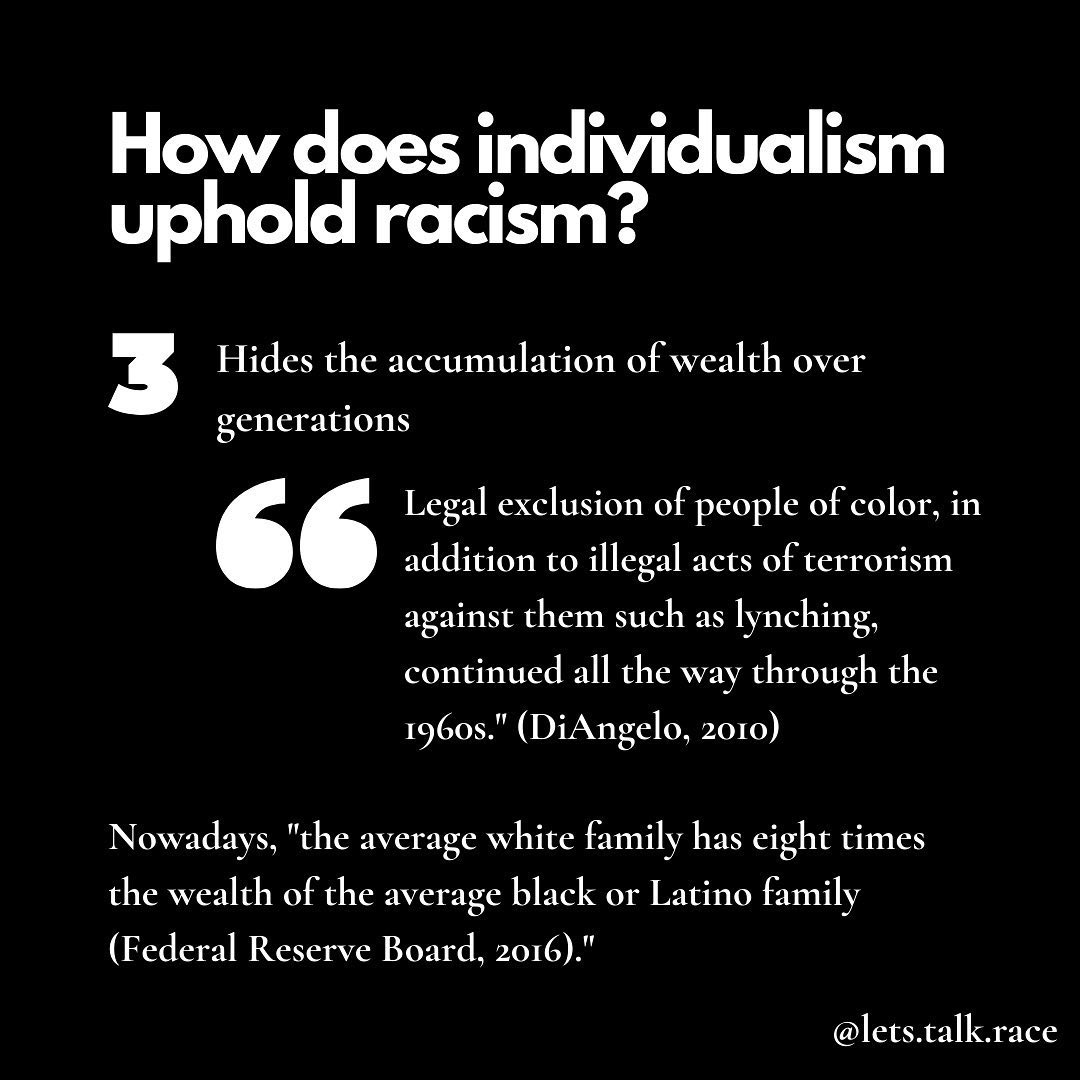 How does individualism
uphold racism?
3 Hides the accumulation of wealth over
generations
“ Legal exclusion of people of color, in
addition to illegal acts of terrorism
against them such as lynching,
continued all the way through the
1960s." (DiAngelo, 2010)
Nowadays, "the average white family has eight times
the wealth of the average black or Latino family
(Federal Reserve Board, 2016)."
@lets.talk.race